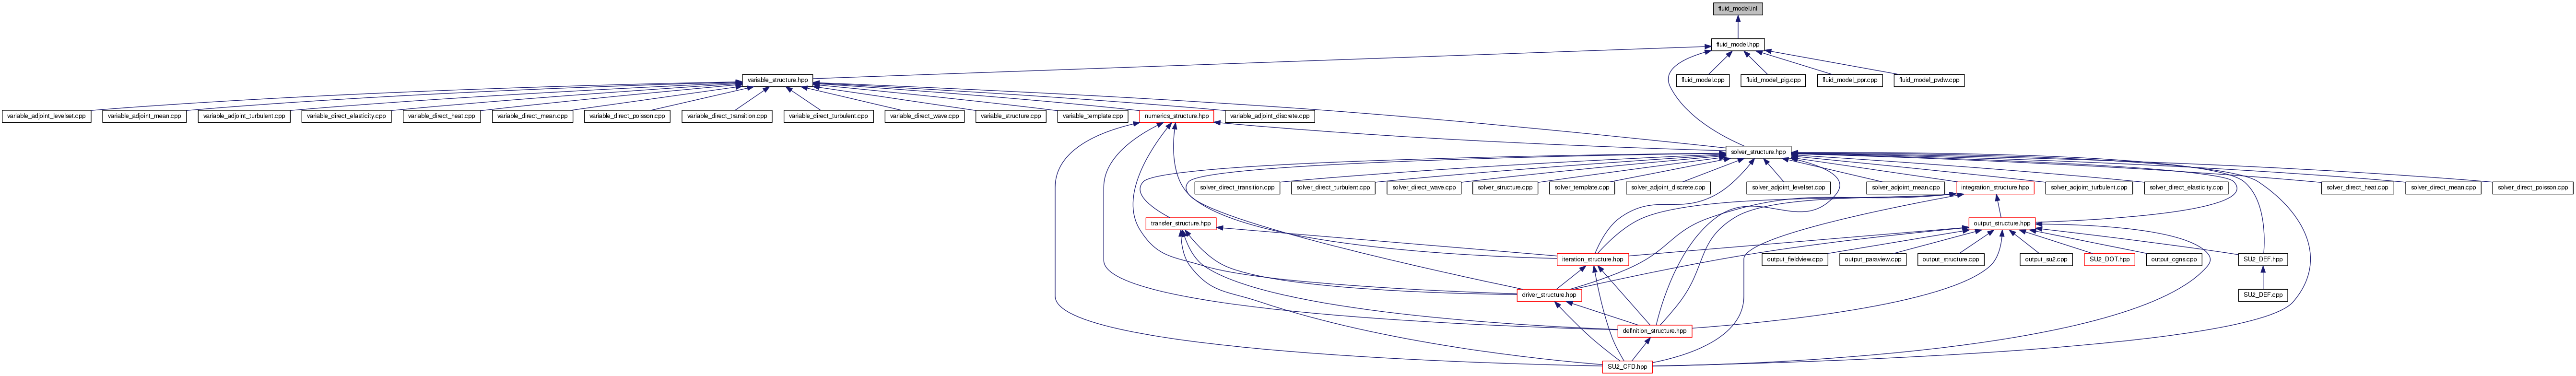 fluid_model.inl
fluid_model.hpp
variable_structure.hpp
fluid_model.cpp
fluid_model_pig.cpp
fluid_model_ppr.cpp
fluid_model_pvdw.cpp
variable_adjoint_levelset.cpp
variable_adjoint_mean.cpp
variable_adjoint_turbulent.cpp
variable_direct_elasticity.cpp
variable_direct_heat.cpp
variable_direct_mean.cpp
variable_direct_poisson.cpp
variable_direct_transition.cpp
variable_direct_turbulent.cpp
variable_direct_wave.cpp
variable_structure.cpp
variable_template.cpp
numerics_structure.hpp
variable_adjoint_discrete.cpp
solver_structure.hpp
solver_direct_transition.cpp
solver_direct_turbulent.cpp
solver_direct_wave.cpp
solver_structure.cpp
solver_template.cpp
solver_adjoint_discrete.cpp
solver_adjoint_levelset.cpp
solver_adjoint_mean.cpp
integration_structure.hpp
solver_adjoint_turbulent.cpp
solver_direct_elasticity.cpp
solver_direct_heat.cpp
solver_direct_mean.cpp
solver_direct_poisson.cpp
transfer_structure.hpp
output_structure.hpp
iteration_structure.hpp
output_fieldview.cpp
output_paraview.cpp
output_structure.cpp
output_su2.cpp
SU2_DOT.hpp
output_cgns.cpp
SU2_DEF.hpp
driver_structure.hpp
SU2_DEF.cpp
definition_structure.hpp
SU2_CFD.hpp